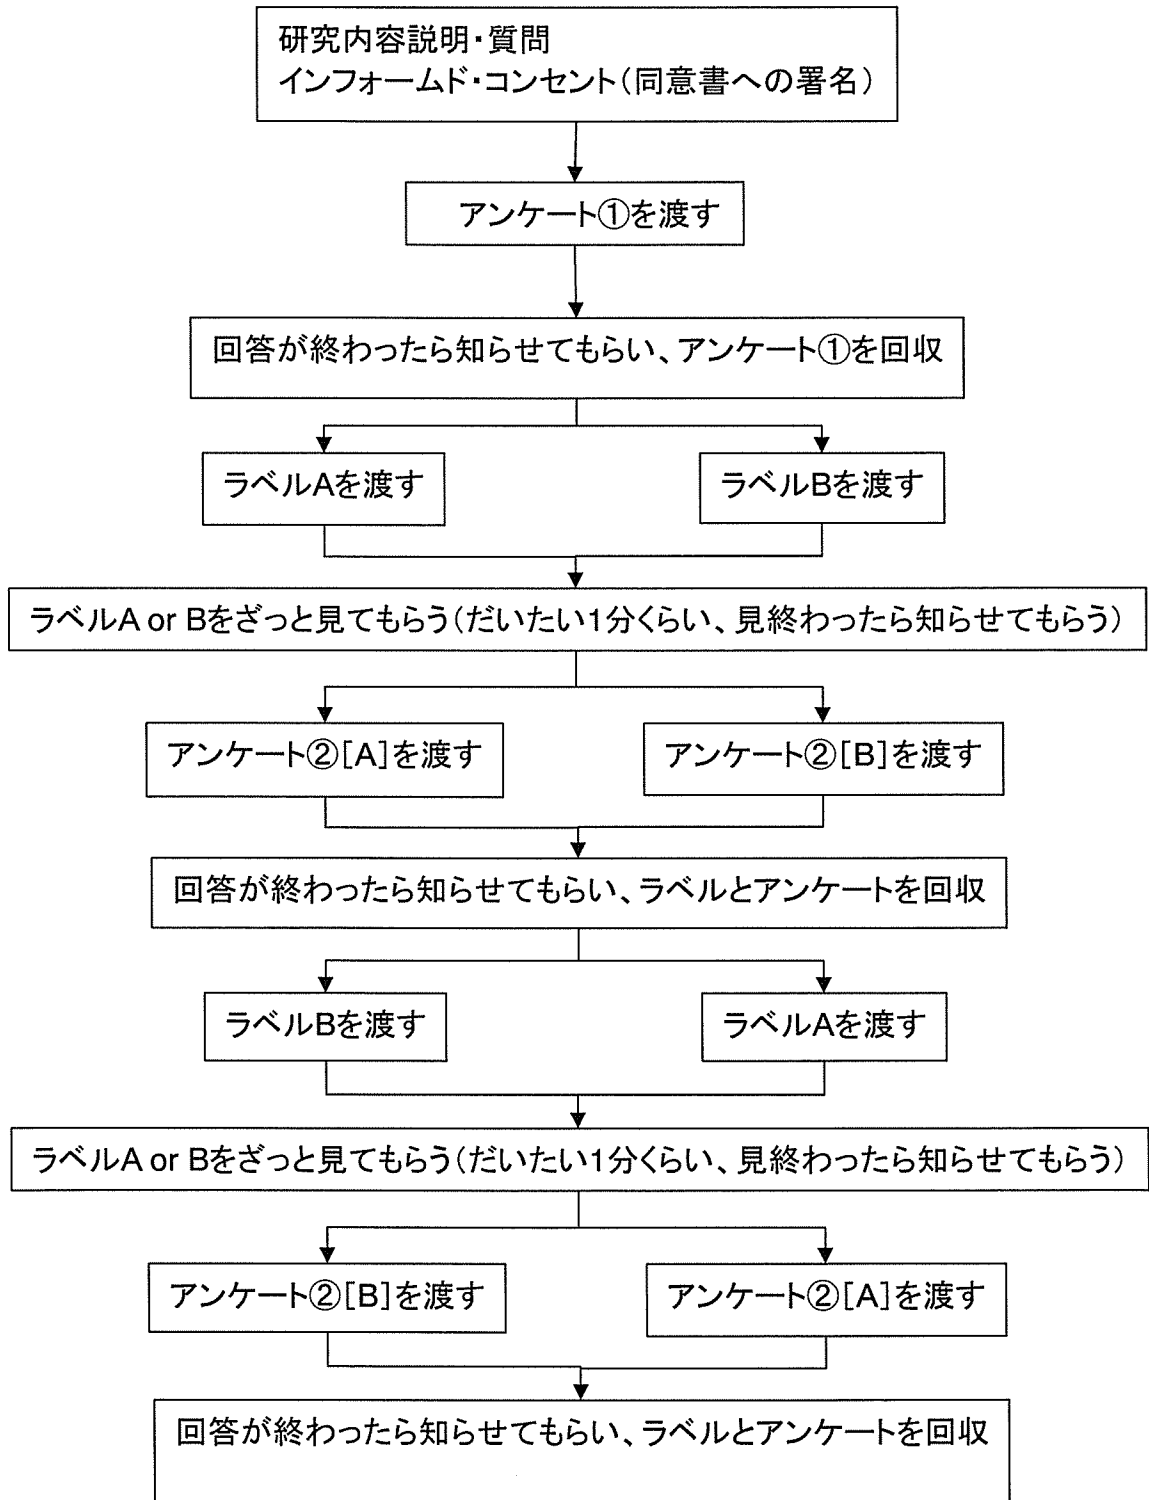 研究内容説明・質問
インフォームド・コンセント（同意書への署名）
アンケート①を渡す
回答が終わったら知らせてもらい、アンケート①を回収
ラベルAを渡す
ラベルBを渡す
ラベルA or Bをざっと見てもらう（だいたい1分くらい、見終わったら知らせてもらう）
アンケート②[A]を渡す
アンケート②[B]を渡す
回答が終わったら知らせてもらい、ラベルとアンケートを回収
ラベルBを渡す
ラベルAを渡す
ラベルA or Bをざっと見てもらう（だいたい1分くらい、見終わったら知らせてもらう）
アンケート②[B]を渡す
アンケート②[A]を渡す
回答が終わったら知らせてもらい、ラベルとアンケートを回収